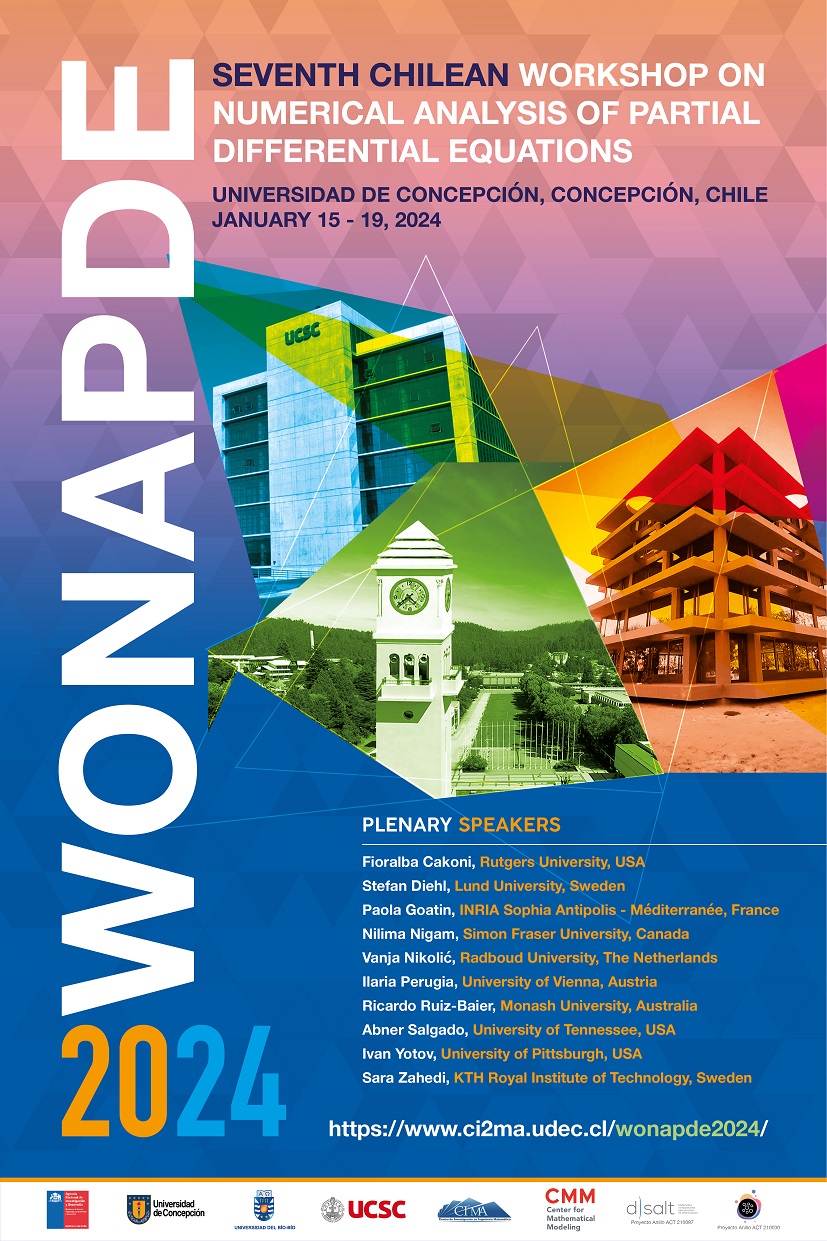 WONAPDE
2024
SEVENTH CHILEAN WORKSHOP ON
NUMERICAL ANALYSIS OF PARTIAL
DIFFERENTIAL EQUATIONS
UNIVERSIDAD DE CONCEPCIÓN, CONCEPCIÓN, CHILE
JANUARY 15 - 19, 2024
UCSC
PLENARY SPEAKERS
Fioralba Cakoni, Rutgers University, USA
Stefan Diehl, Lund University, Sweden
Paola Goatin, INRIA Sophia Antipolis - Méditerranée, France
Nilima Nigam, Simon Fraser University, Canada
Vanja Nikolić, Radboud University, The Netherlands
Ilaria Perugia, University of Vienna, Austria
Ricardo Ruiz-Baier, Monash University, Australia
Abner Salgado, University of Tennessee, USA
Ivan Yotov, University of Pittsburgh, USA
Sara Zahedi, KTH Royal Institute of Technology, Sweden
https://www.ci2ma.udec.cl/wonapde2024/
Universidad
de Concepción
UNIVERSIDAD DEL BÍO-BÍO
UCSC
CI²MA
CMM
Center for
Mathematical
Modeling
d|salt
Proyecto Anillo ACT 210087
Proyecto Anillo ACT 210030